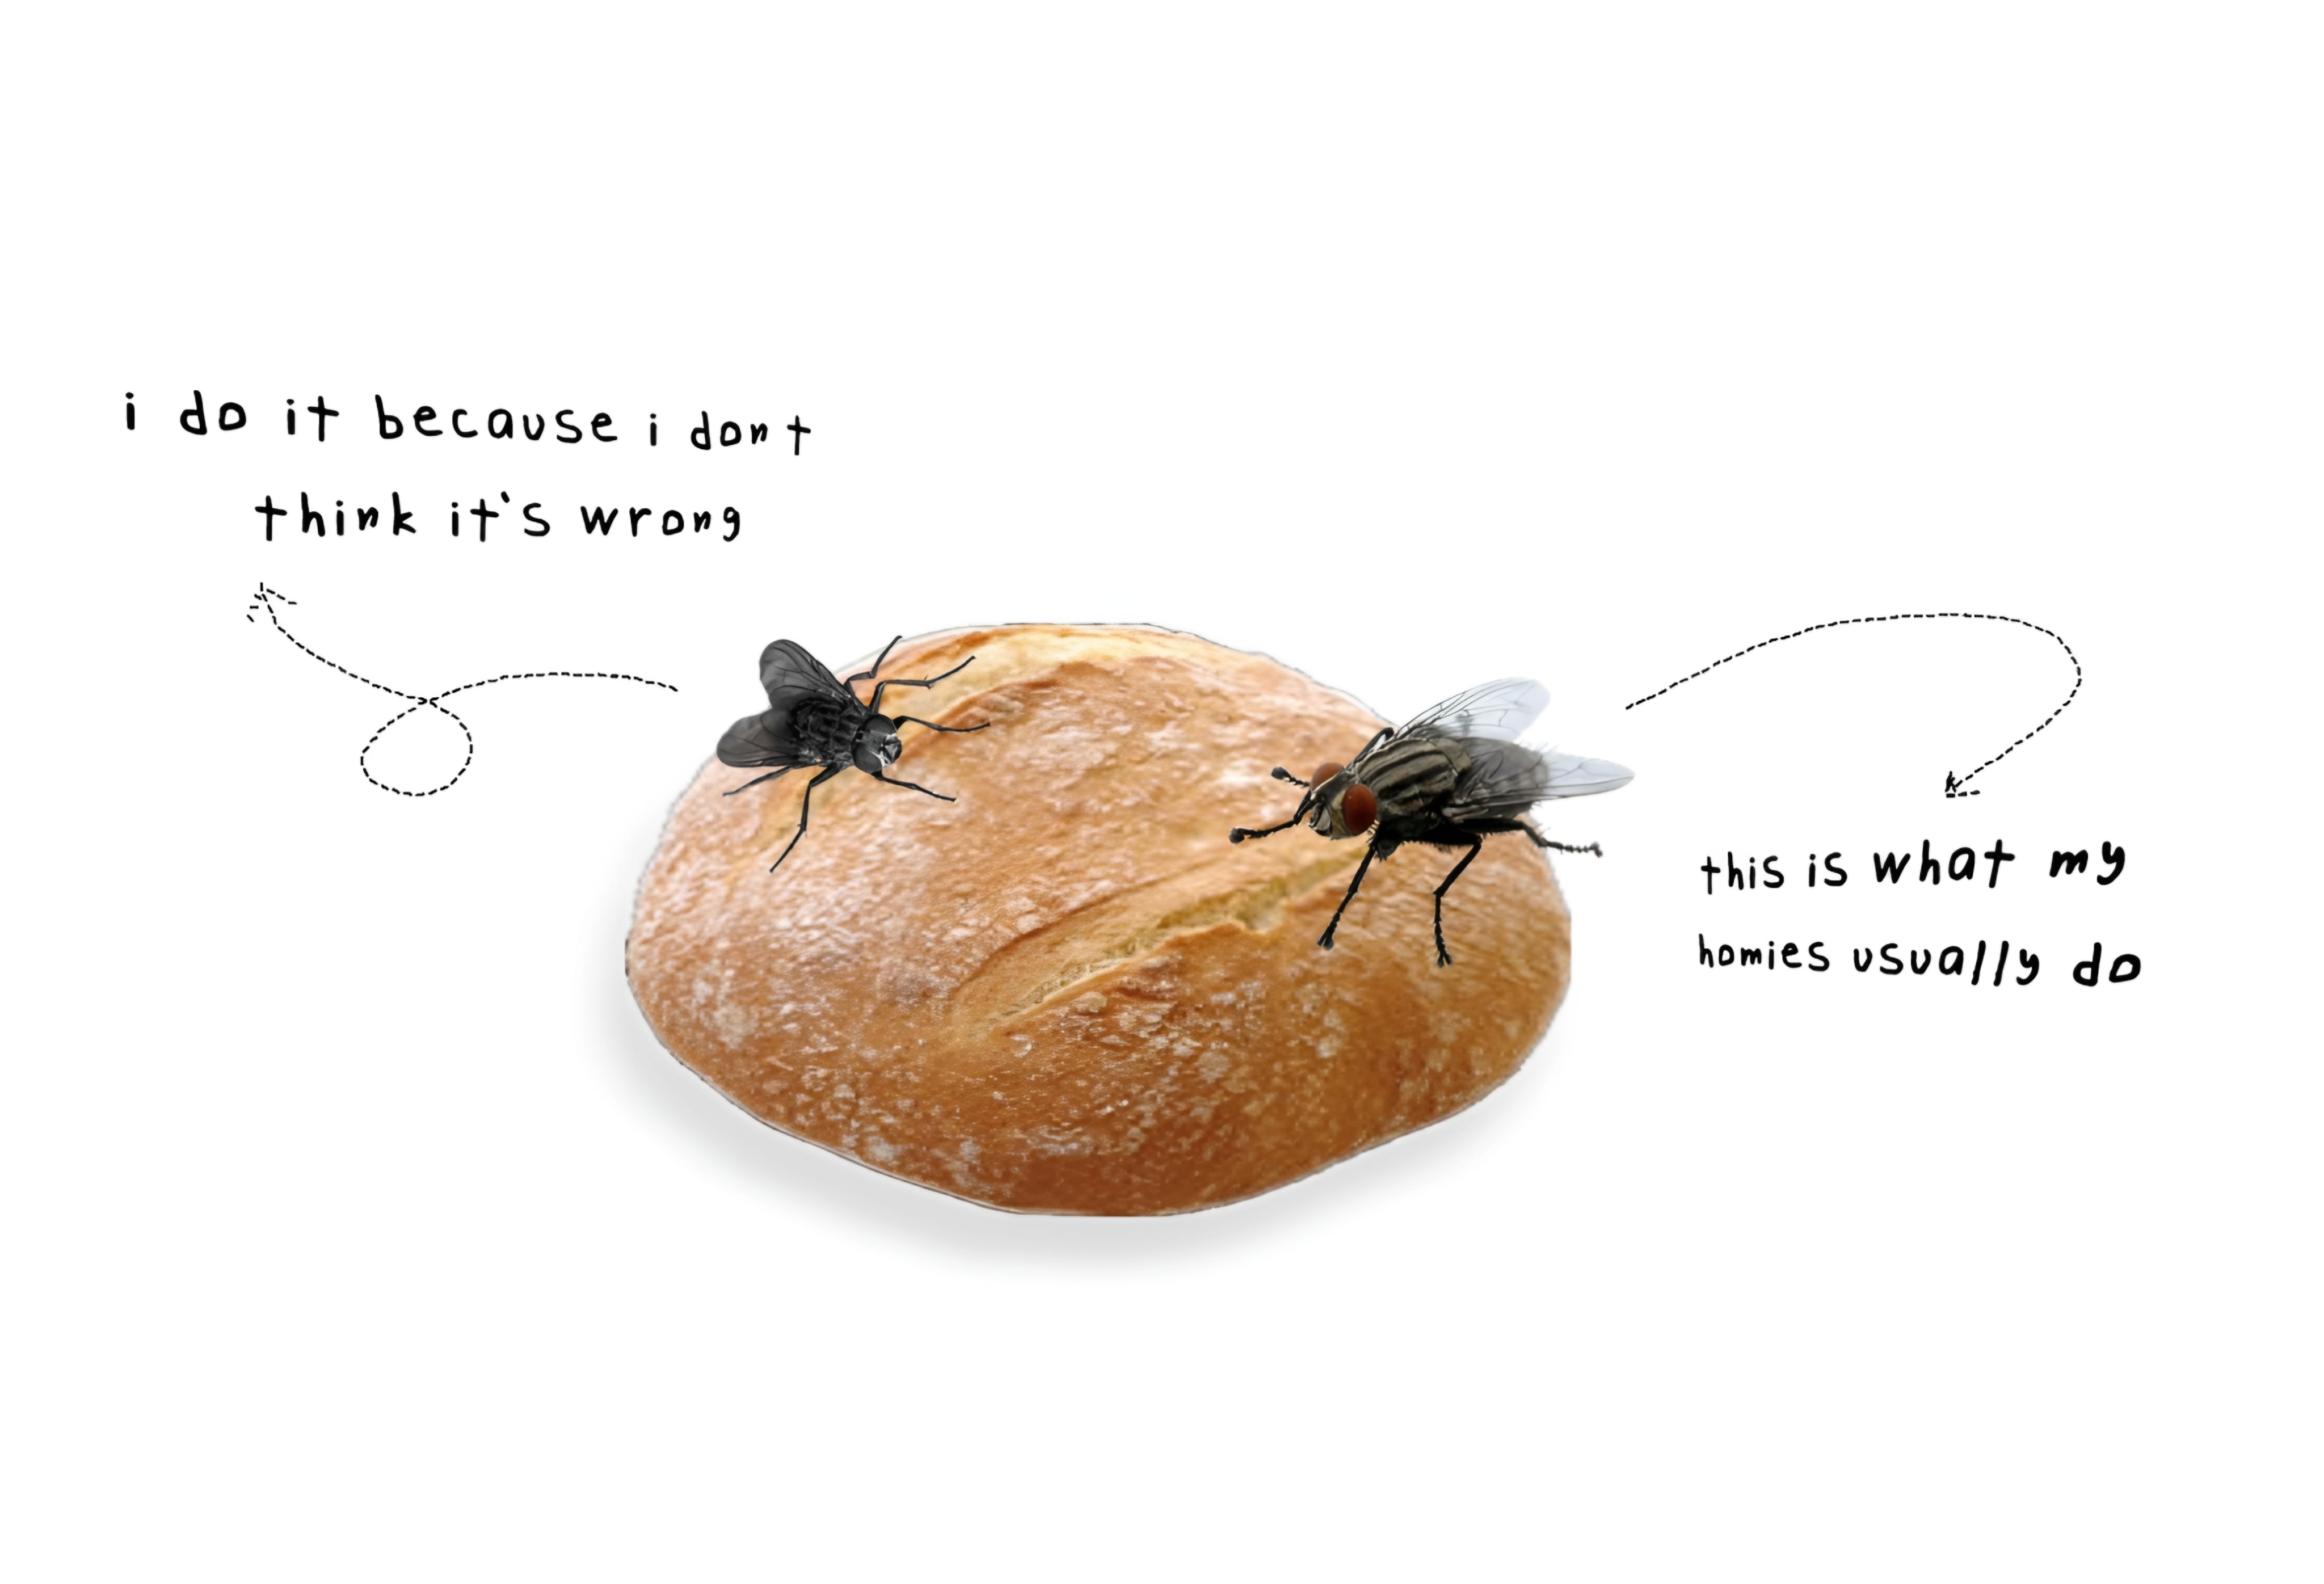 i do it because i dont
think it's wrong
this is what my
homies usually do